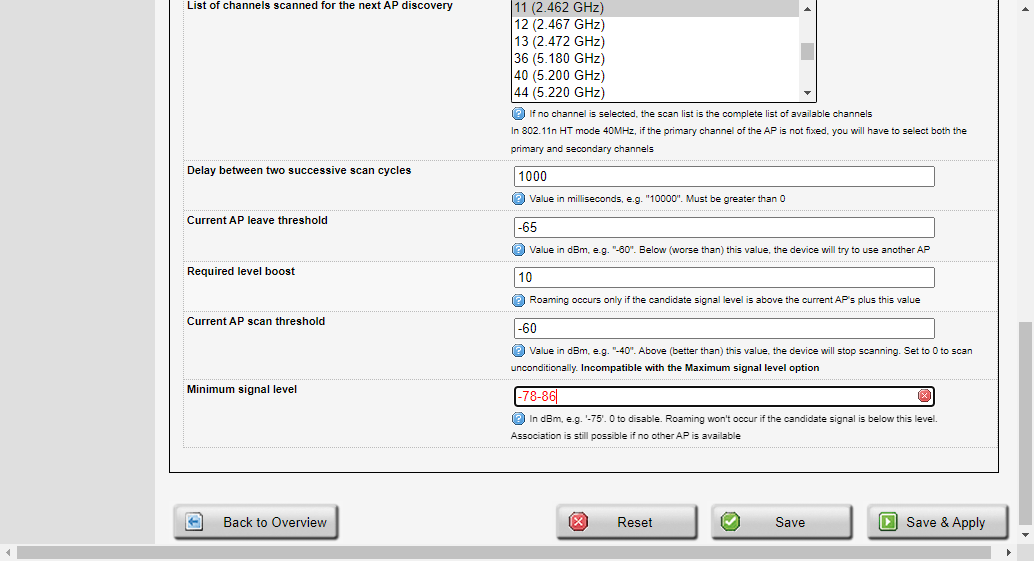 List of channels scanned for the next AP discovery
11 (2.462 GHz)
12 (2.467 GHz)
13 (2.472 GHz)
36 (5.180 GHz)
40 (5.200 GHz)
44 (5.220 GHz)
If no channel is selected, the scan list is the complete list of available channels
In 802.11n HT mode 40MHz, if the primary channel of the AP is not fixed, you will have to select both the
primary and secondary channels
Delay between two successive scan cycles
1000
Value in milliseconds, e.g. "10000". Must be greater than 0
Current AP leave threshold
-65
Value in dBm, e.g. "-60". Below (worse than) this value, the device will try to use another AP
Required level boost
10
Roaming occurs only if the candidate signal level is above the current AP's plus this value
Current AP scan threshold
-60
Value in dBm, e.g. "-40". Above (better than) this value, the device will stop scanning. Set to 0 to scan
unconditionally. Incompatible with the Maximum signal level option
Minimum signal level
-78-86
In dBm, e.g. '-75'. 0 to disable. Roaming won't occur if the candidate signal is below this level.
Association is still possible if no other AP is available
Back to Overview
Reset
Save
Save & Apply